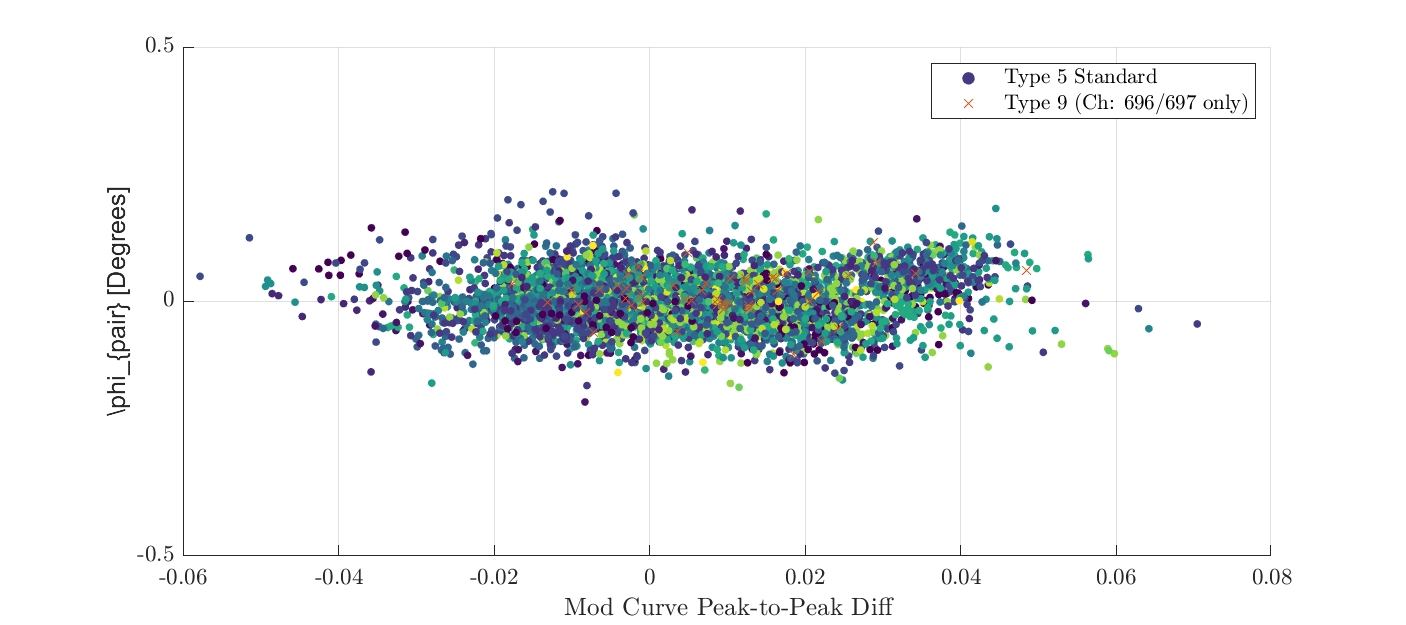 0.5
Type 5 Standard
Type 9 (Ch: 696/697 only)
\phi_{pair} [Degrees]
0
-0.5
-0.06 -0.04 -0.02 0 0.02 0.04 0.06 0.08
Mod Curve Peak-to-Peak Diff